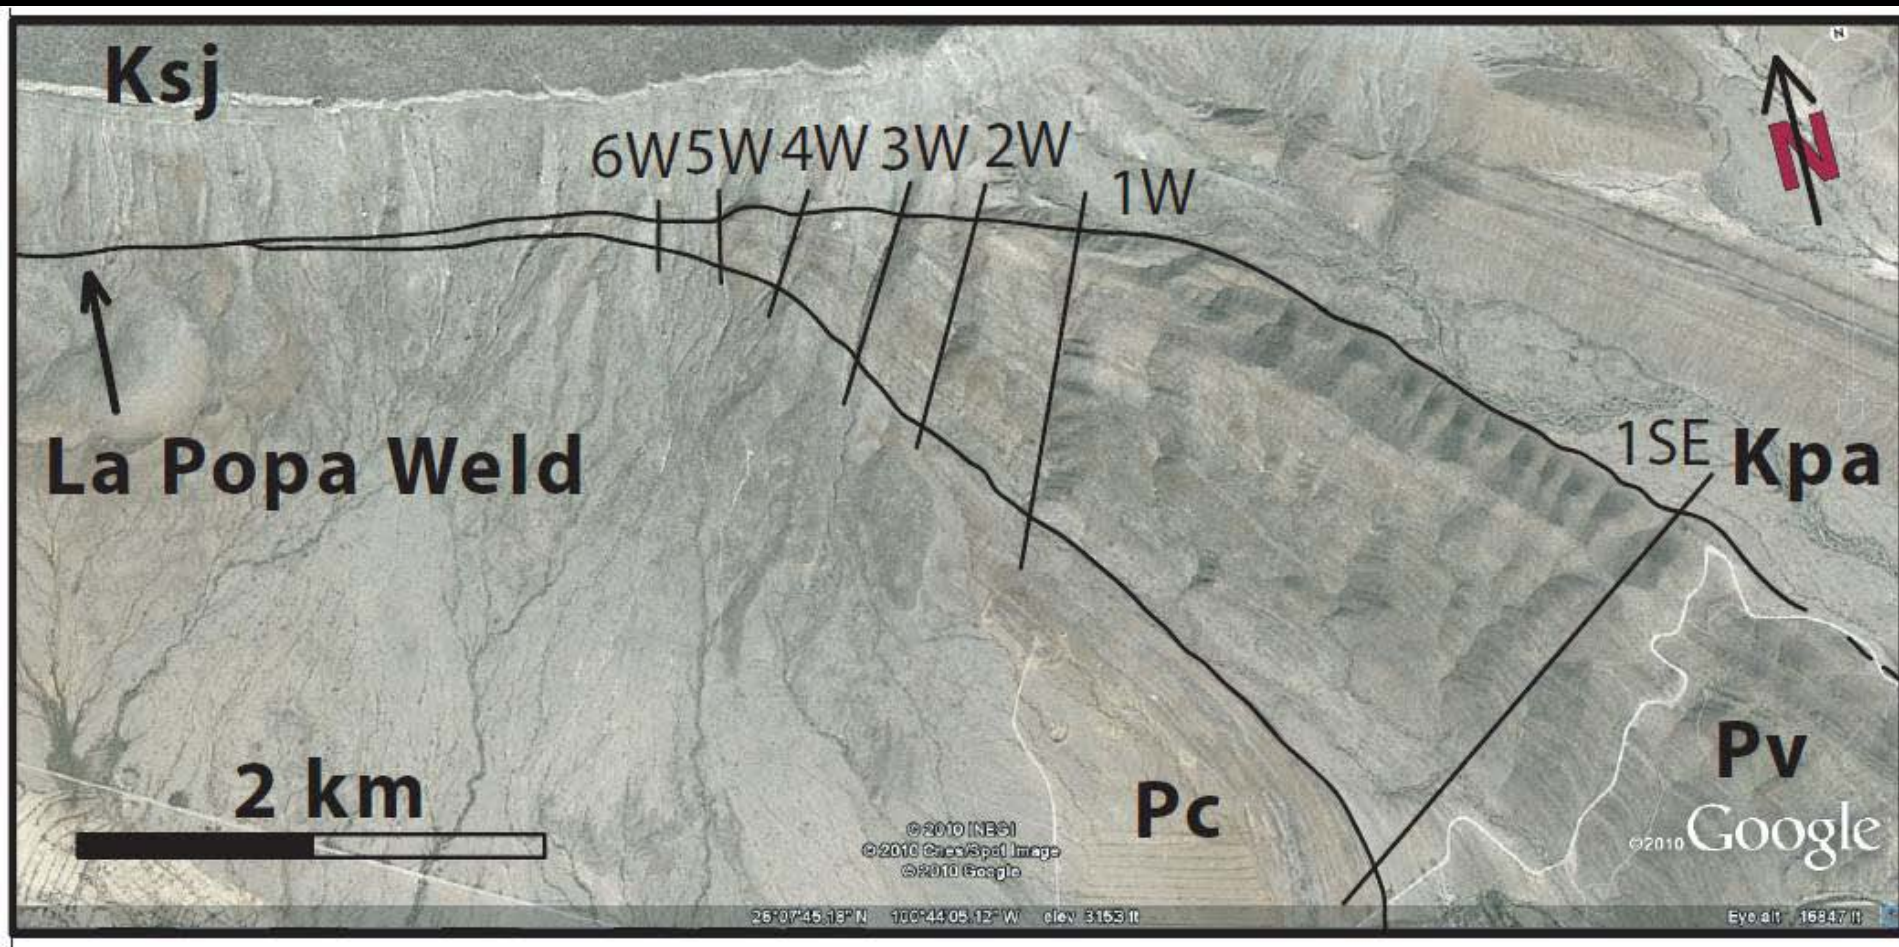 Ksj
N
N
6W 5W 4W 3W 2W
1W
1SE Kpa
La Popa Weld
Pv
2 km
Pc
© 2010 INEGI
© 2010 Cnes/Spot Image
© 2010 Google
©2010 Google
26°07'45.18" N 100°44'05.12" W elev 3153 ft
Eye alt 16847 ft